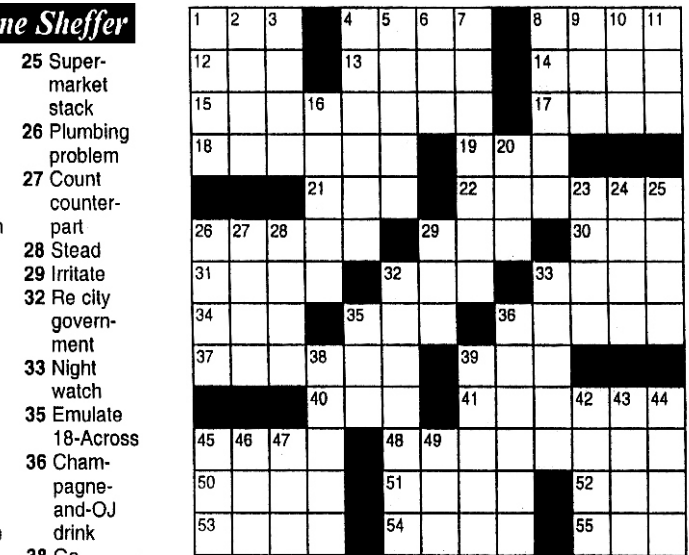 ne Sheffer
25 Super-
market
stack
26 Plumbing
problem
27 Count
counter-
part
28 Stead
29 Irritate
32 Re city
govern-
ment
33 Night
watch
35 Emulate
18-Across
36 Cham-
pagne-
and-OJ
drink
1 2 3 4 5 6 7 8 9 10 11
12 13 14
15 16 17
18 19 20
21 22 23 24 25
26 27 28 29 30
31 32 33
34 35 36
37 38 39
40 41 42 43 44
45 46 47 48 49
50 51 52
53 54 55